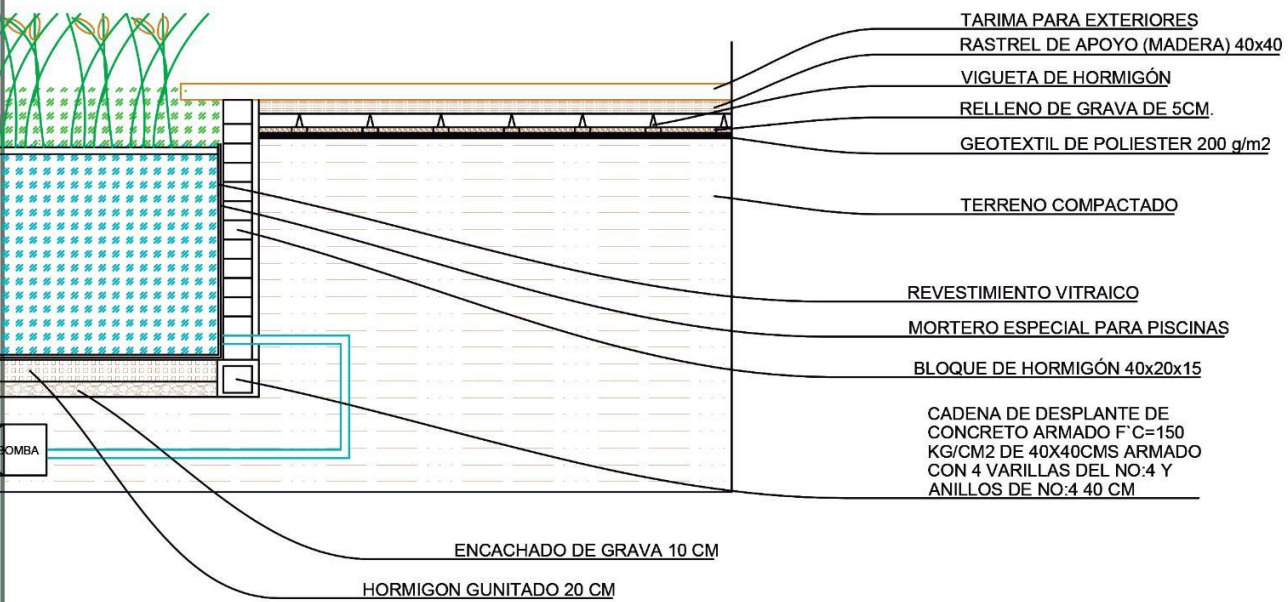 TARIMA PARA EXTERIORES
RASTREL DE APOYO (MADERA) 40x40
VIGUETA DE HORMIGÓN
RELLENO DE GRAVA DE 5CM.
GEOTEXTIL DE POLIESTER 200 g/m2
TERRENO COMPACTADO
REVESTIMIENTO VITRAICO
MORTERO ESPECIAL PARA PISCINAS
BLOQUE DE HORMIGÓN 40x20x15
CADENA DE DESPLANTE DE
CONCRETO ARMADO F`C=150
KG/CM2 DE 40X40CMS ARMADO
CON 4 VARILLAS DEL NO:4 Y
ANILLOS DE NO:4 40 CM
BOMBA
ENCACHADO DE GRAVA 10 CM
HORMIGON GUNITADO 20 CM